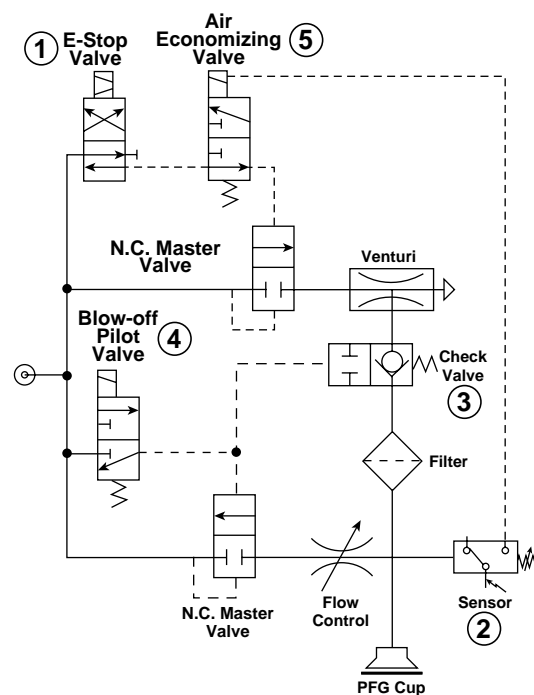 Air
Economizing
Valve
5
1
E-Stop
Valve
N.C. Master
Valve
Venturi
Blow-off
Pilot
Valve
4
Check
Valve
3
Filter
N.C. Master
Valve
Flow
Control
Sensor
2
PFG Cup